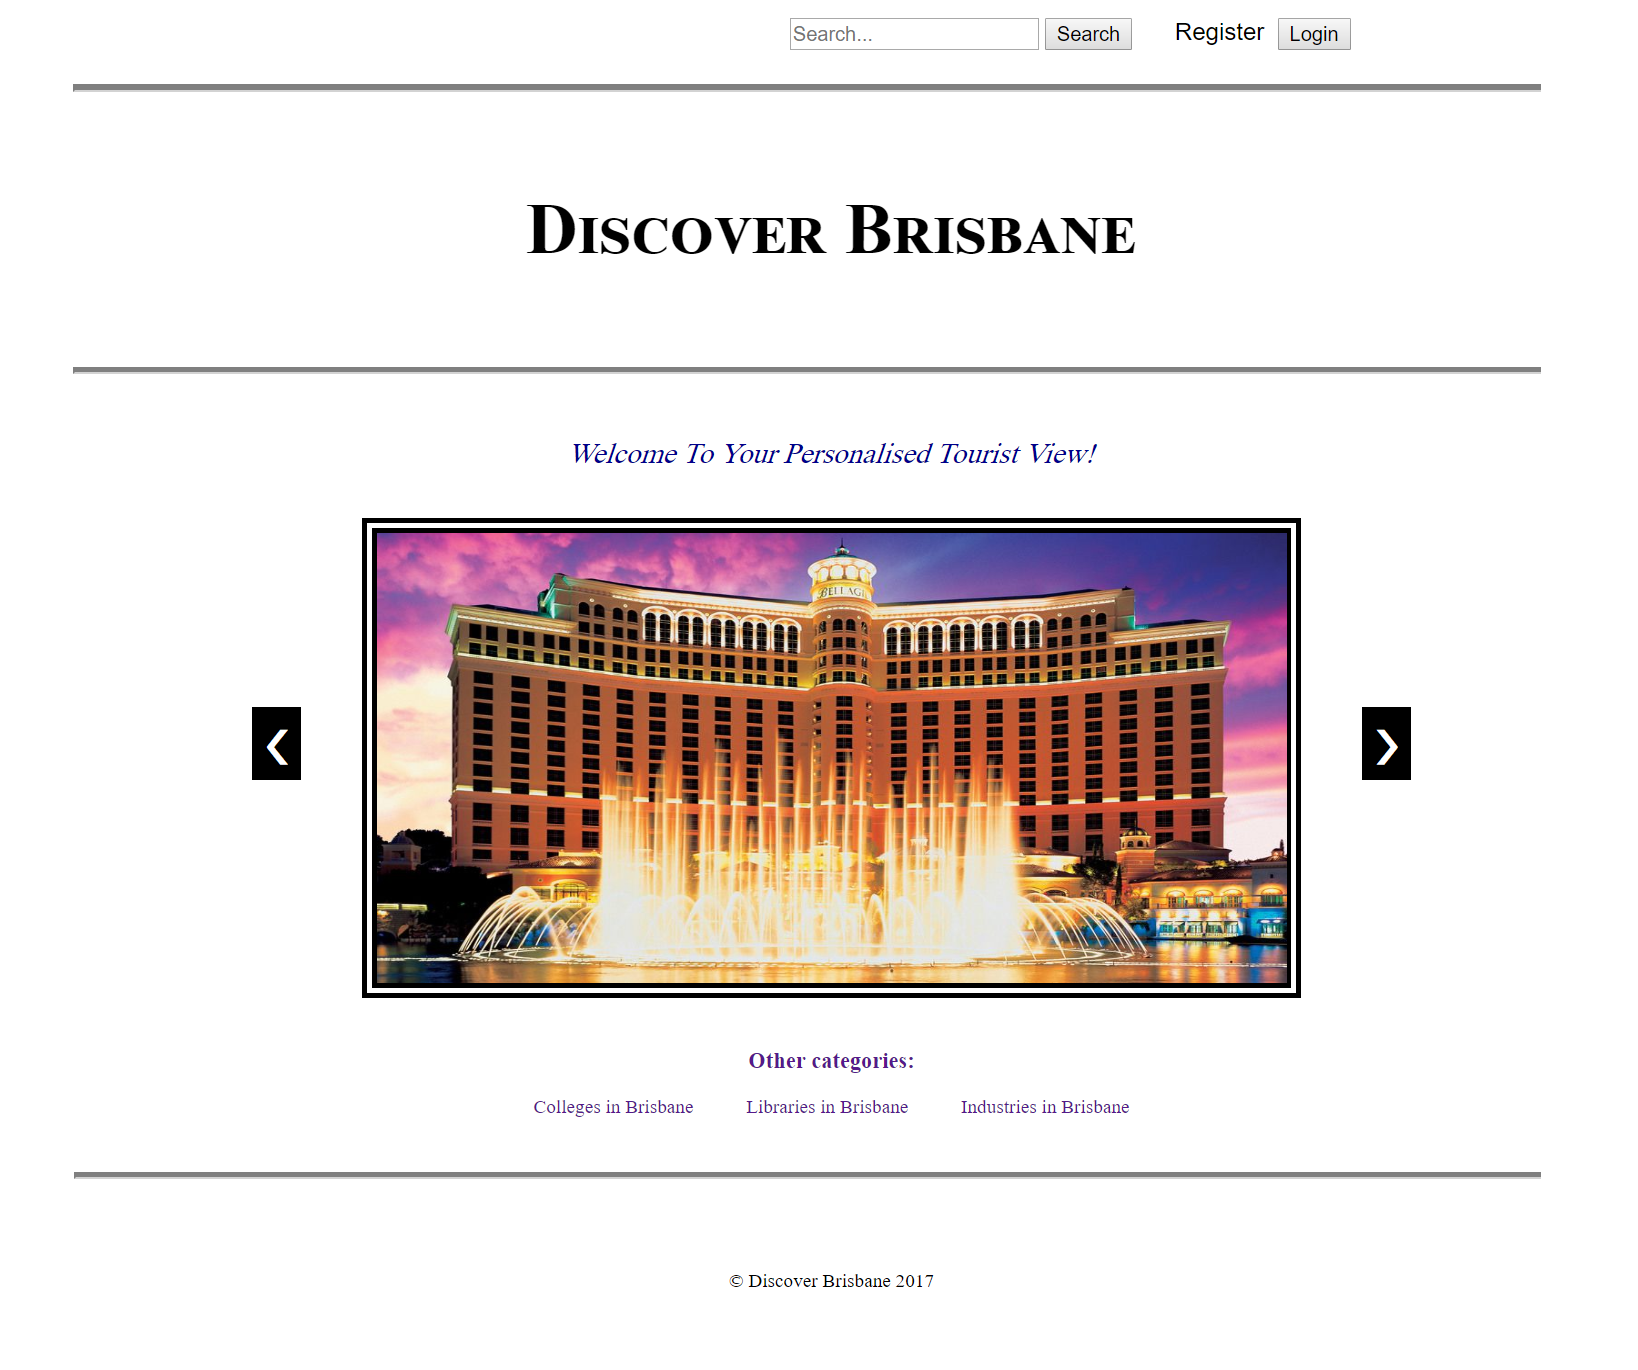 Search... Search Register Login
Discover Brisbane
Welcome To Your Personalised Tourist View!
BELLAGI
❮ ❯
Other categories:
Colleges in Brisbane Libraries in Brisbane Industries in Brisbane
© Discover Brisbane 2017